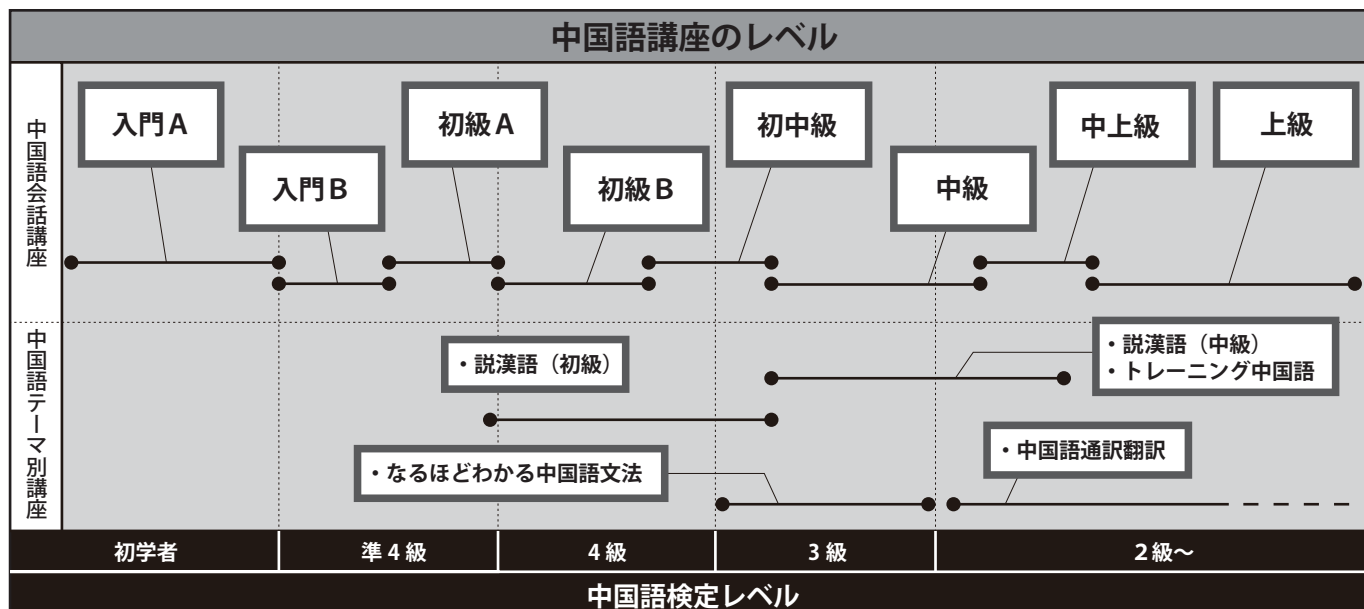 中国語講座のレベル
中国語会話講座
入門A
入門B
初級A
初級B
初中級
中級
中上級
上級
中国語テーマ別講座
・説漢語（初級）
・説漢語（中級）
・トレーニング中国語
・なるほどわかる中国語文法
・中国語通訳翻訳
初学者
準4級
4級
3級
2級～
中国語検定レベル